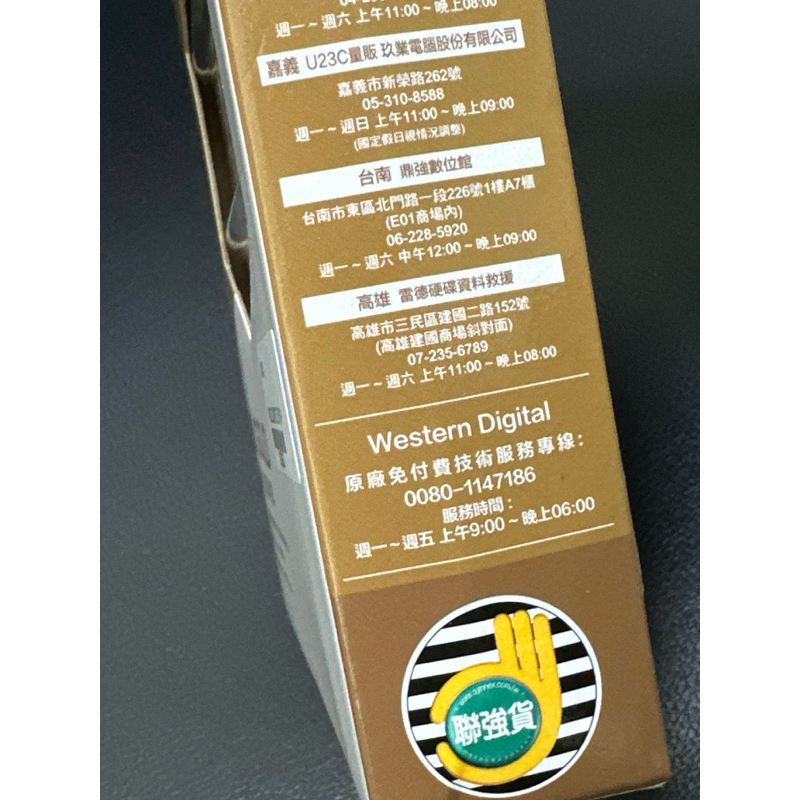 週一~週六 上午11:00~晚上08:00
嘉義 U23C量販 玖業電腦股份有限公司
嘉義市新榮路262號
05-310-8588
週一~週日 上午11:00~晚上09:00
(國定假日視情況調整)
台南 鼎強數位館
台南市東區北門路一段226號1樓A7櫃
(E01商場內)
06-228-5920
週一~週六 中午12:00~晚上09:00
高雄 雷德硬碟資料救援
高雄市三民區建國二路152號
(高雄建國商場斜對面)
07-235-6789
週一~週六 上午11:00~晚上08:00
Western Digital
原廠免付費技術服務專線:
0080-1147186
服務時間:
週一~週五 上午9:00~晚上06:00
聯強貨